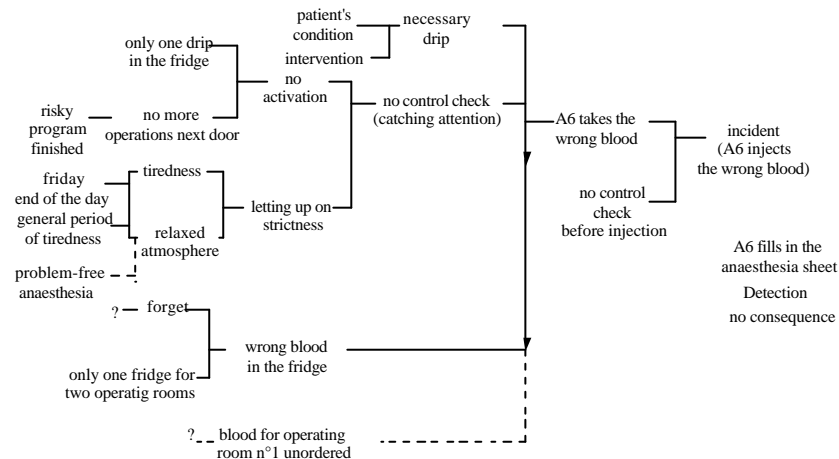 patient's
condition
necessary
drip
only one drip
in the fridge
intervention
no
activation
risky
program
finished
no more
operations next door
no control check
(catching attention)
A6 takes the
wrong blood
incident
(A6 injects
the wrong blood)
friday
end of the day
general period
of tiredness
tiredness
relaxed
atmosphere
letting up on
strictness
no control
check
before injection
problem-free
anaesthesia
A6 fills in the
anaesthesia sheet
Detection
no consequence
? forget
wrong blood
in the fridge
only one fridge for
two operatig rooms
? blood for operating
room n°1 unordered